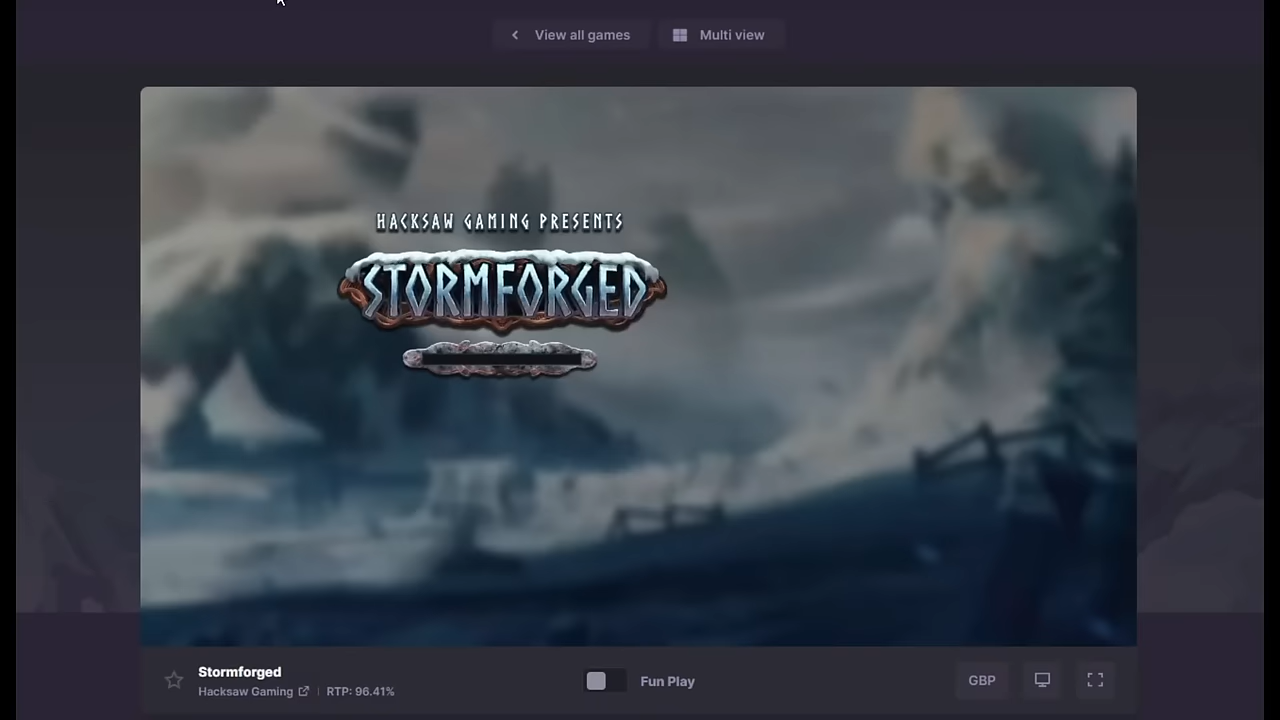 View all games
Multi view
HACKSAW GAMING PRESENTS
STORMFORGED
Stormforged
Hacksaw Gaming | RTP: 96.41%
Fun Play
GBP